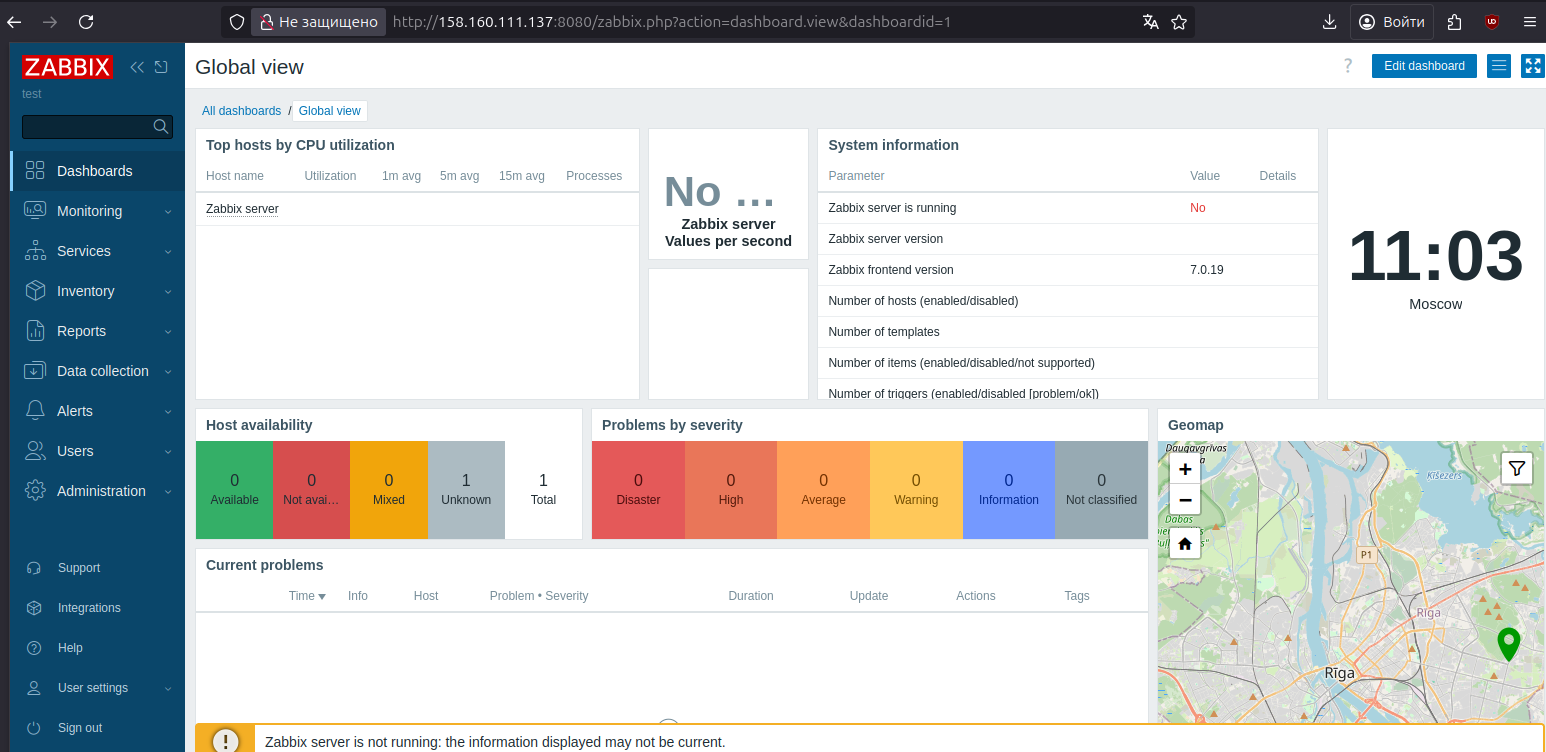 Не защищено
http://158.160.111.137:8080/zabbix.php?action=dashboard.view&dashboardid=1
Войти
ZABBIX
test
Dashboards
Monitoring
Services
Inventory
Reports
Data collection
Alerts
Users
Administration
Support
Integrations
Help
User settings
Sign out
Global view
?
Edit dashboard
All dashboards / Global view
Top hosts by CPU utilization
Host name Utilization 1m avg 5m avg 15m avg Processes
Zabbix server
No ...
Zabbix server
Values per second
System information
Parameter Value Details
Zabbix server is running No
Zabbix server version
Zabbix frontend version 7.0.19
Number of hosts (enabled/disabled)
Number of templates
Number of items (enabled/disabled/not supported)
Number of triggers (enabled/disabled [problem/ok])
11:03
Moscow
Host availability
0 0 0 1 1
Available Not avai... Mixed Unknown Total
Problems by severity
0 0 0 0 0 0
Disaster High Average Warning Information Not classified
Current problems
Time Info Host Problem • Severity Duration Update Actions Tags
Geomap
Daugavgrīvas
+
−
Ķīšezers
Dabas
P1
Rīga
Rīga
Zabbix server is not running: the information displayed may not be current.